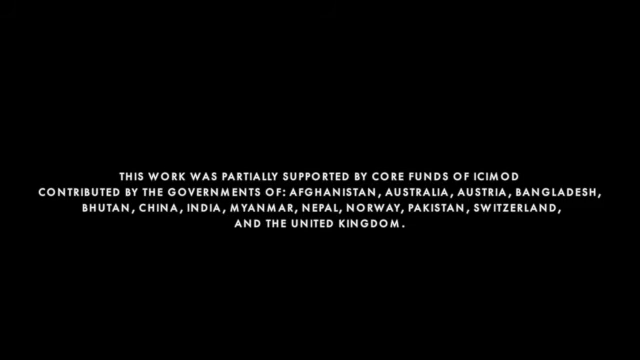 THIS WORK WAS PARTIALLY SUPPORTED BY CORE FUNDS OF ICIMOD
CONTRIBUTED BY THE GOVERNMENTS OF: AFGHANISTAN, AUSTRALIA, AUSTRIA, BANGLADESH,
BHUTAN, CHINA, INDIA, MYANMAR, NEPAL, NORWAY, PAKISTAN, SWITZERLAND,
AND THE UNITED KINGDOM.